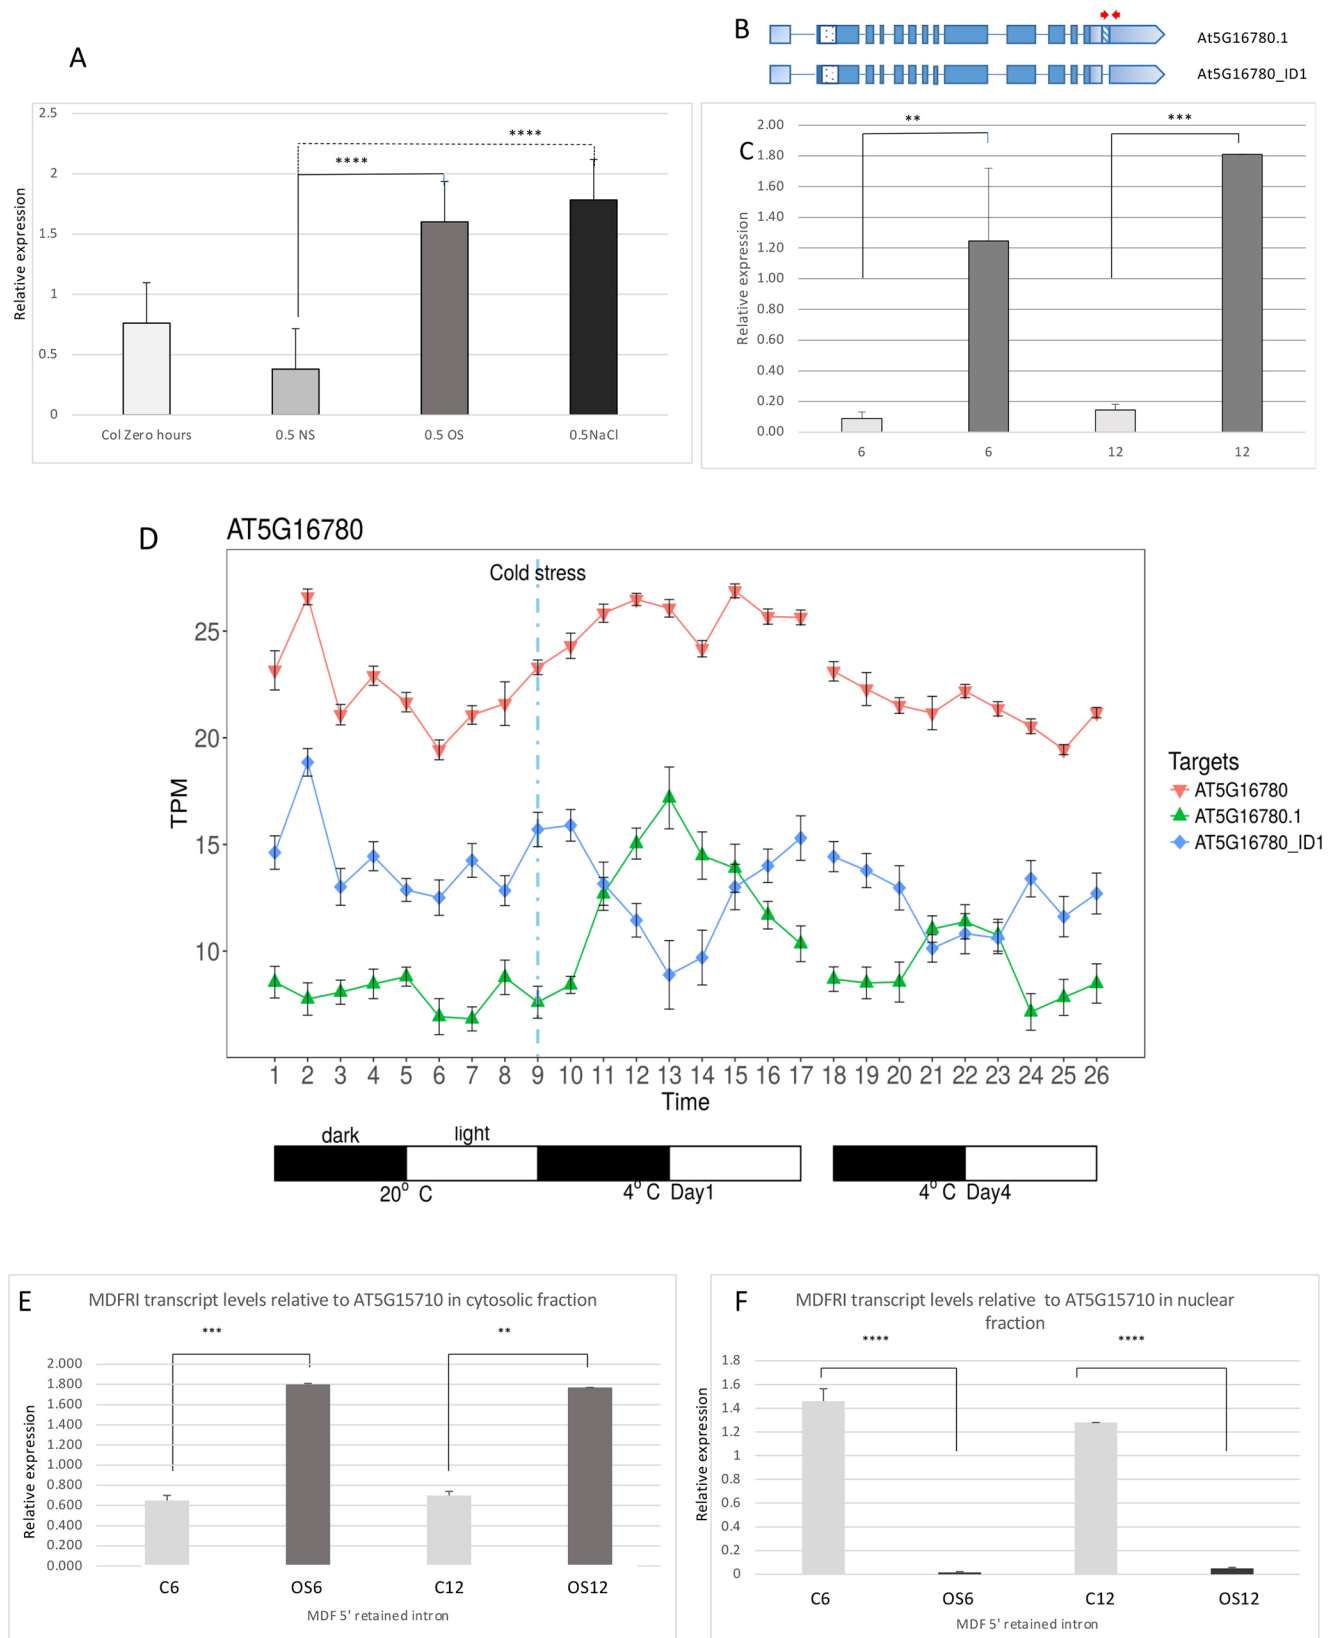 A
2.5
2
1.5
1
0.5
0
Relative expression
****
****
Col Zero hours
0.5 NS
0.5 OS
0.5NaCl
B
At5G16780.1
At5G16780_ID1
C
2.00
1.80
1.60
1.40
1.20
1.00
0.80
0.60
0.40
0.20
0.00
Relative expression
**
***
6
6
12
12
D
AT5G16780
Cold stress
25
20
15
10
TPM
1 2 3 4 5 6 7 8 9 10 11 12 13 14 15 16 17 18 19 20 21 22 23 24 25 26
Time
Targets
AT5G16780
AT5G16780.1
AT5G16780_ID1
dark
light
20° C
4° C Day1
4° C Day4
E
MDFRI transcript levels relative to AT5G15710 in cytosolic fraction
***
**
2.000
1.800
1.600
1.400
1.200
1.000
0.800
0.600
0.400
0.200
0.000
Relative expression
C6
OS6
C12
OS12
MDF 5' retained intron
F
MDFRI transcript levels relative to AT5G15710 in nuclear
fraction
****
****
1.8
1.6
1.4
1.2
1
0.8
0.6
0.4
0.2
0
Relative expression
C6
OS6
C12
OS12
MDF 5' retained intron